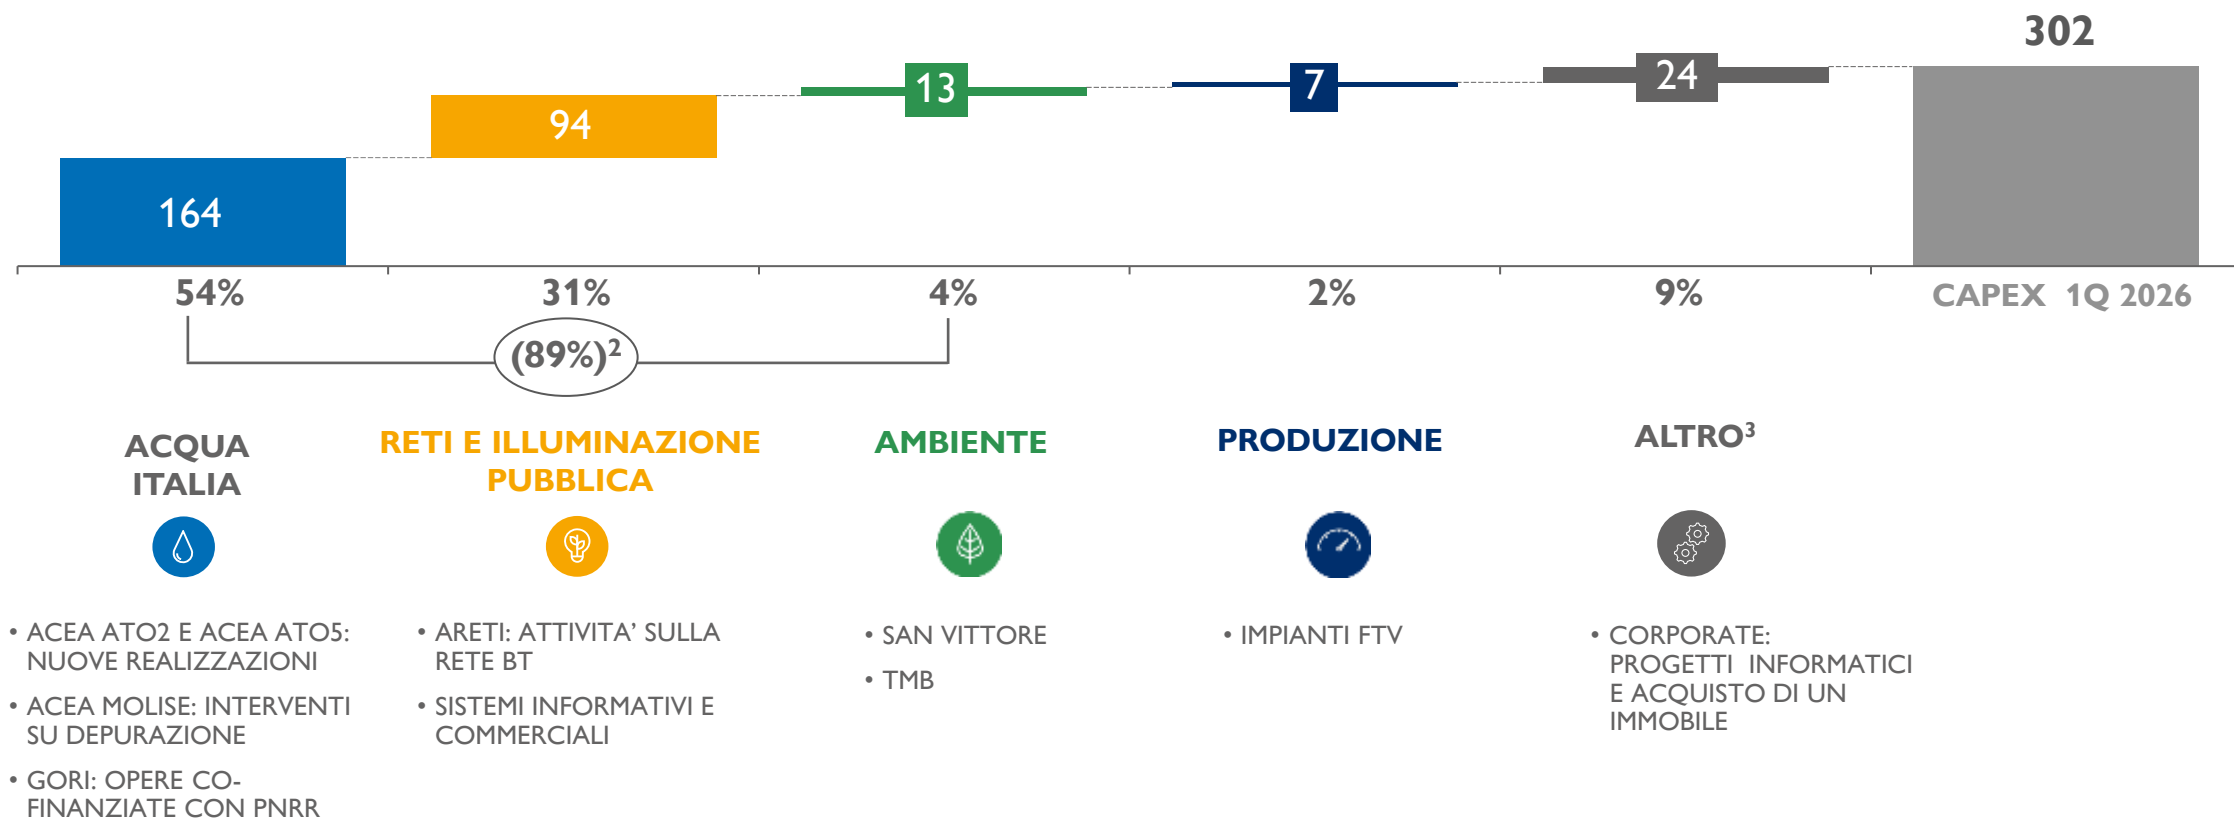 302
164
94
13
7
24
54%
31%
4%
2%
9%
CAPEX 1Q 2026
(89%)²
ACQUA
ITALIA
RETI E ILLUMINAZIONE
PUBBLICA
AMBIENTE
PRODUZIONE
ALTRO³
• ACEA ATO2 E ACEA ATO5:
NUOVE REALIZZAZIONI
• ACEA MOLISE: INTERVENTI
SU DEPURAZIONE
• GORI: OPERE CO-
FINANZIATE CON PNRR
• ARETI: ATTIVITA’ SULLA
RETE BT
• SISTEMI INFORMATIVI E
COMMERCIALI
• SAN VITTORE
• TMB
• IMPIANTI FTV
• CORPORATE:
PROGETTI INFORMATICI
E ACQUISTO DI UN
IMMOBILE